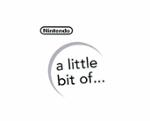 Nintendo
a little
bit of...